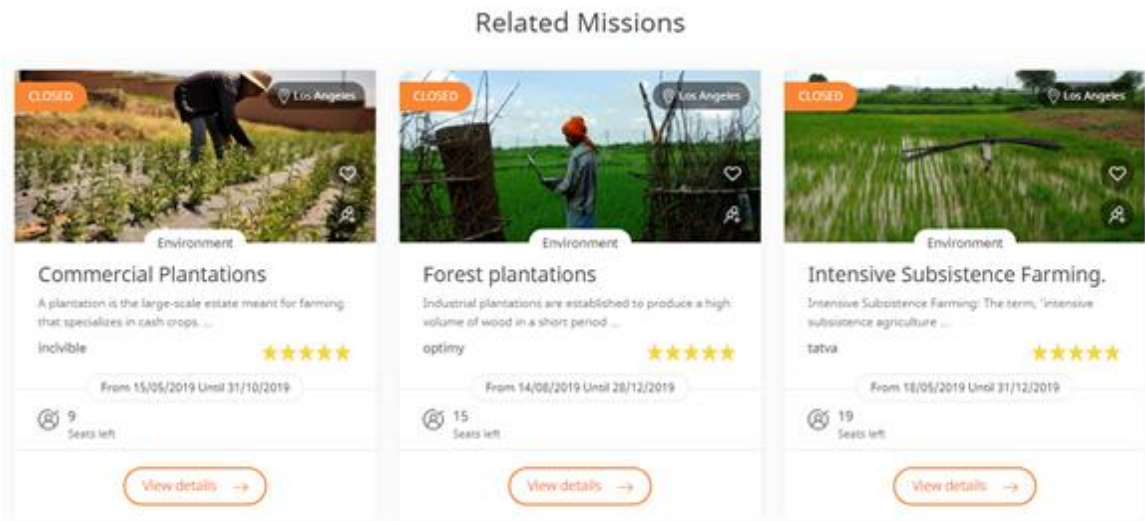 Related Missions
CLOSED
Los Angeles
Environment
Commercial Plantations
A plantation is the large-scale estate meant for farming
that specializes in cash crops. ...
incivible
From 15/05/2019 Until 31/10/2019
9
Seats left
View details →
CLOSED
Los Angeles
Environment
Forest plantations
Industrial plantations are established to produce a high
volume of wood in a short period ...
optimy
From 14/08/2019 Until 28/12/2019
15
Seats left
View details →
CLOSED
Los Angeles
Environment
Intensive Subsistence Farming.
Intensive Subsistence Farming: The term, 'intensive
subsistence agriculture ...
tatva
From 18/05/2019 Until 31/12/2019
19
Seats left
View details →